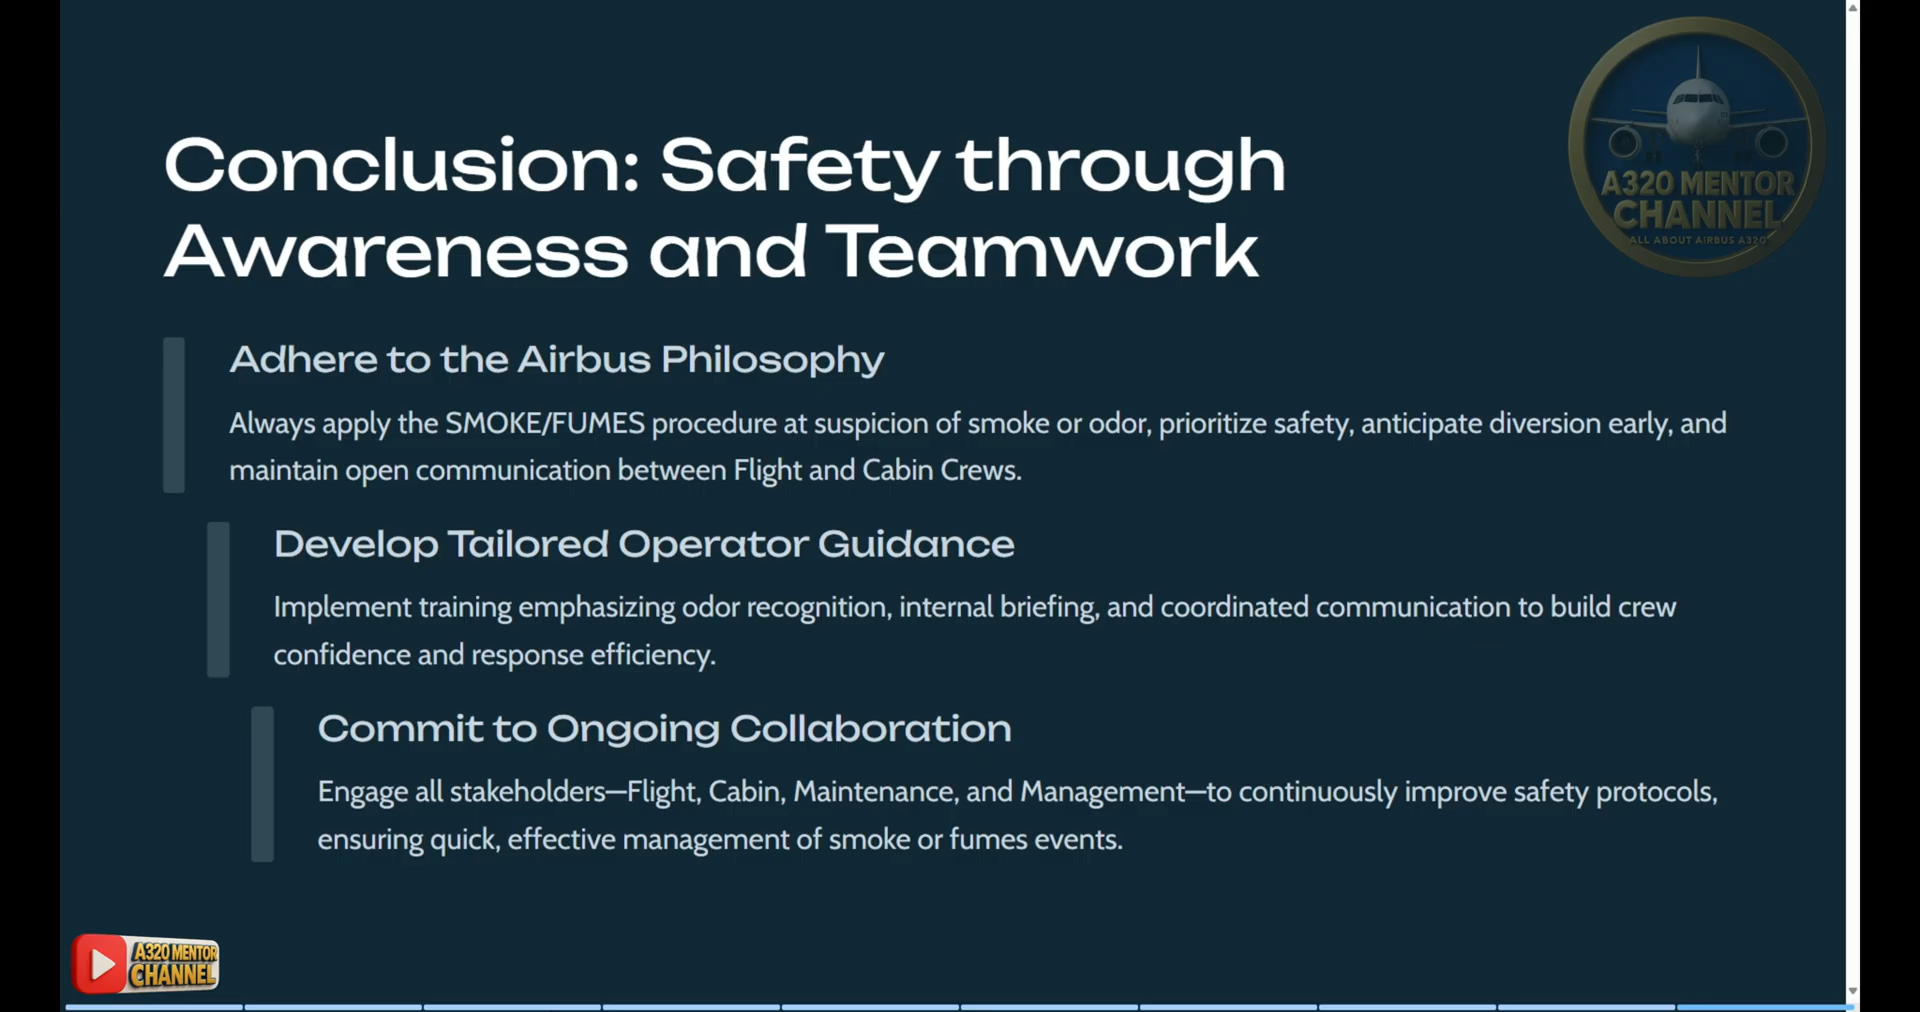 Conclusion: Safety through
Awareness and Teamwork
A320 MENTOR
CHANNEL
ALL ABOUT AIRBUS A320
Adhere to the Airbus Philosophy
Always apply the SMOKE/FUMES procedure at suspicion of smoke or odor, prioritize safety, anticipate diversion early, and
maintain open communication between Flight and Cabin Crews.
Develop Tailored Operator Guidance
Implement training emphasizing odor recognition, internal briefing, and coordinated communication to build crew
confidence and response efficiency.
Commit to Ongoing Collaboration
Engage all stakeholders—Flight, Cabin, Maintenance, and Management—to continuously improve safety protocols,
ensuring quick, effective management of smoke or fumes events.
A320 MENTOR
CHANNEL